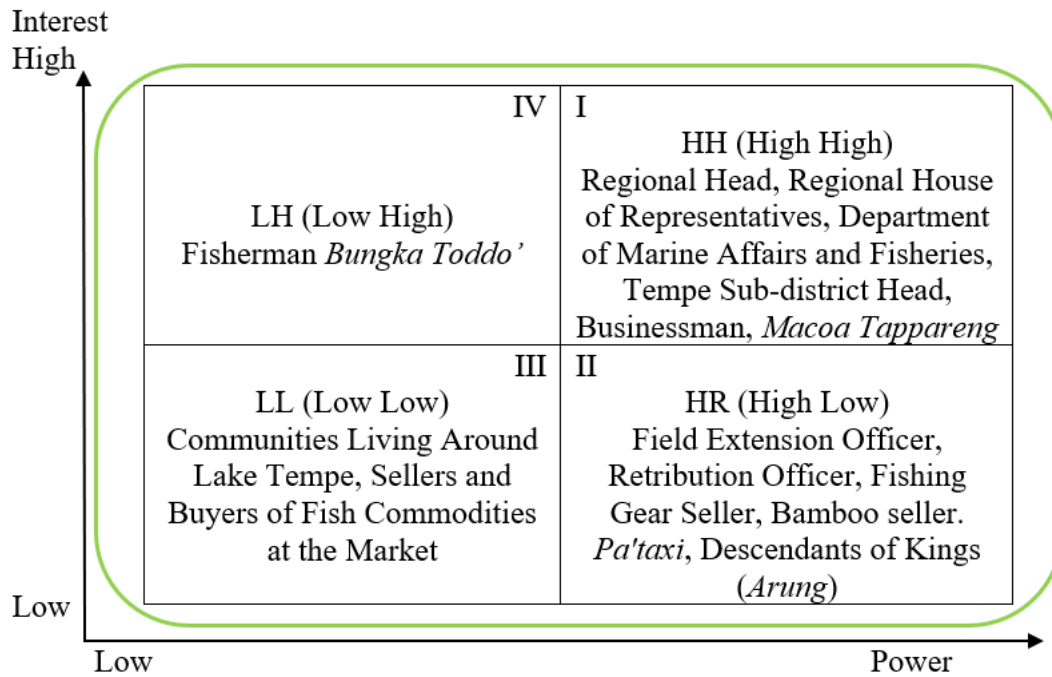 Interest
High
IV
LH (Low High)
Fisherman Bungka Toddo’
I
HH (High High)
Regional Head, Regional House
of Representatives, Department
of Marine Affairs and Fisheries,
Tempe Sub-district Head,
Businessman, Macoa Tappareng
III
LL (Low Low)
Communities Living Around
Lake Tempe, Sellers and
Buyers of Fish Commodities
at the Market
II
HR (High Low)
Field Extension Officer,
Retribution Officer, Fishing
Gear Seller, Bamboo seller.
Pa'taxi, Descendants of Kings
(Arung)
Low
Low
Power